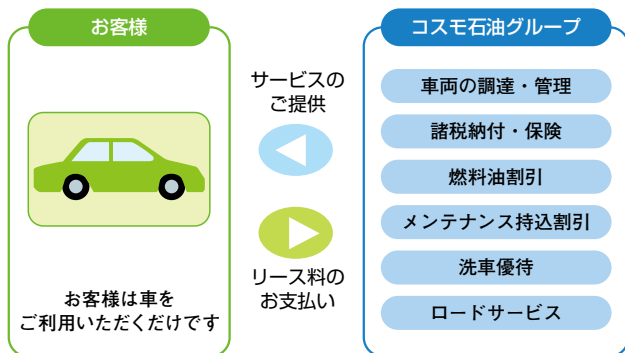 お客様
お客様は車を
ご利用いただくだけです
サービスの
ご提供
リース料の
お支払い
コスモ石油グループ
車両の調達・管理
諸税納付・保険
燃料油割引
メンテナンス持込割引
洗車優待
ロードサービス